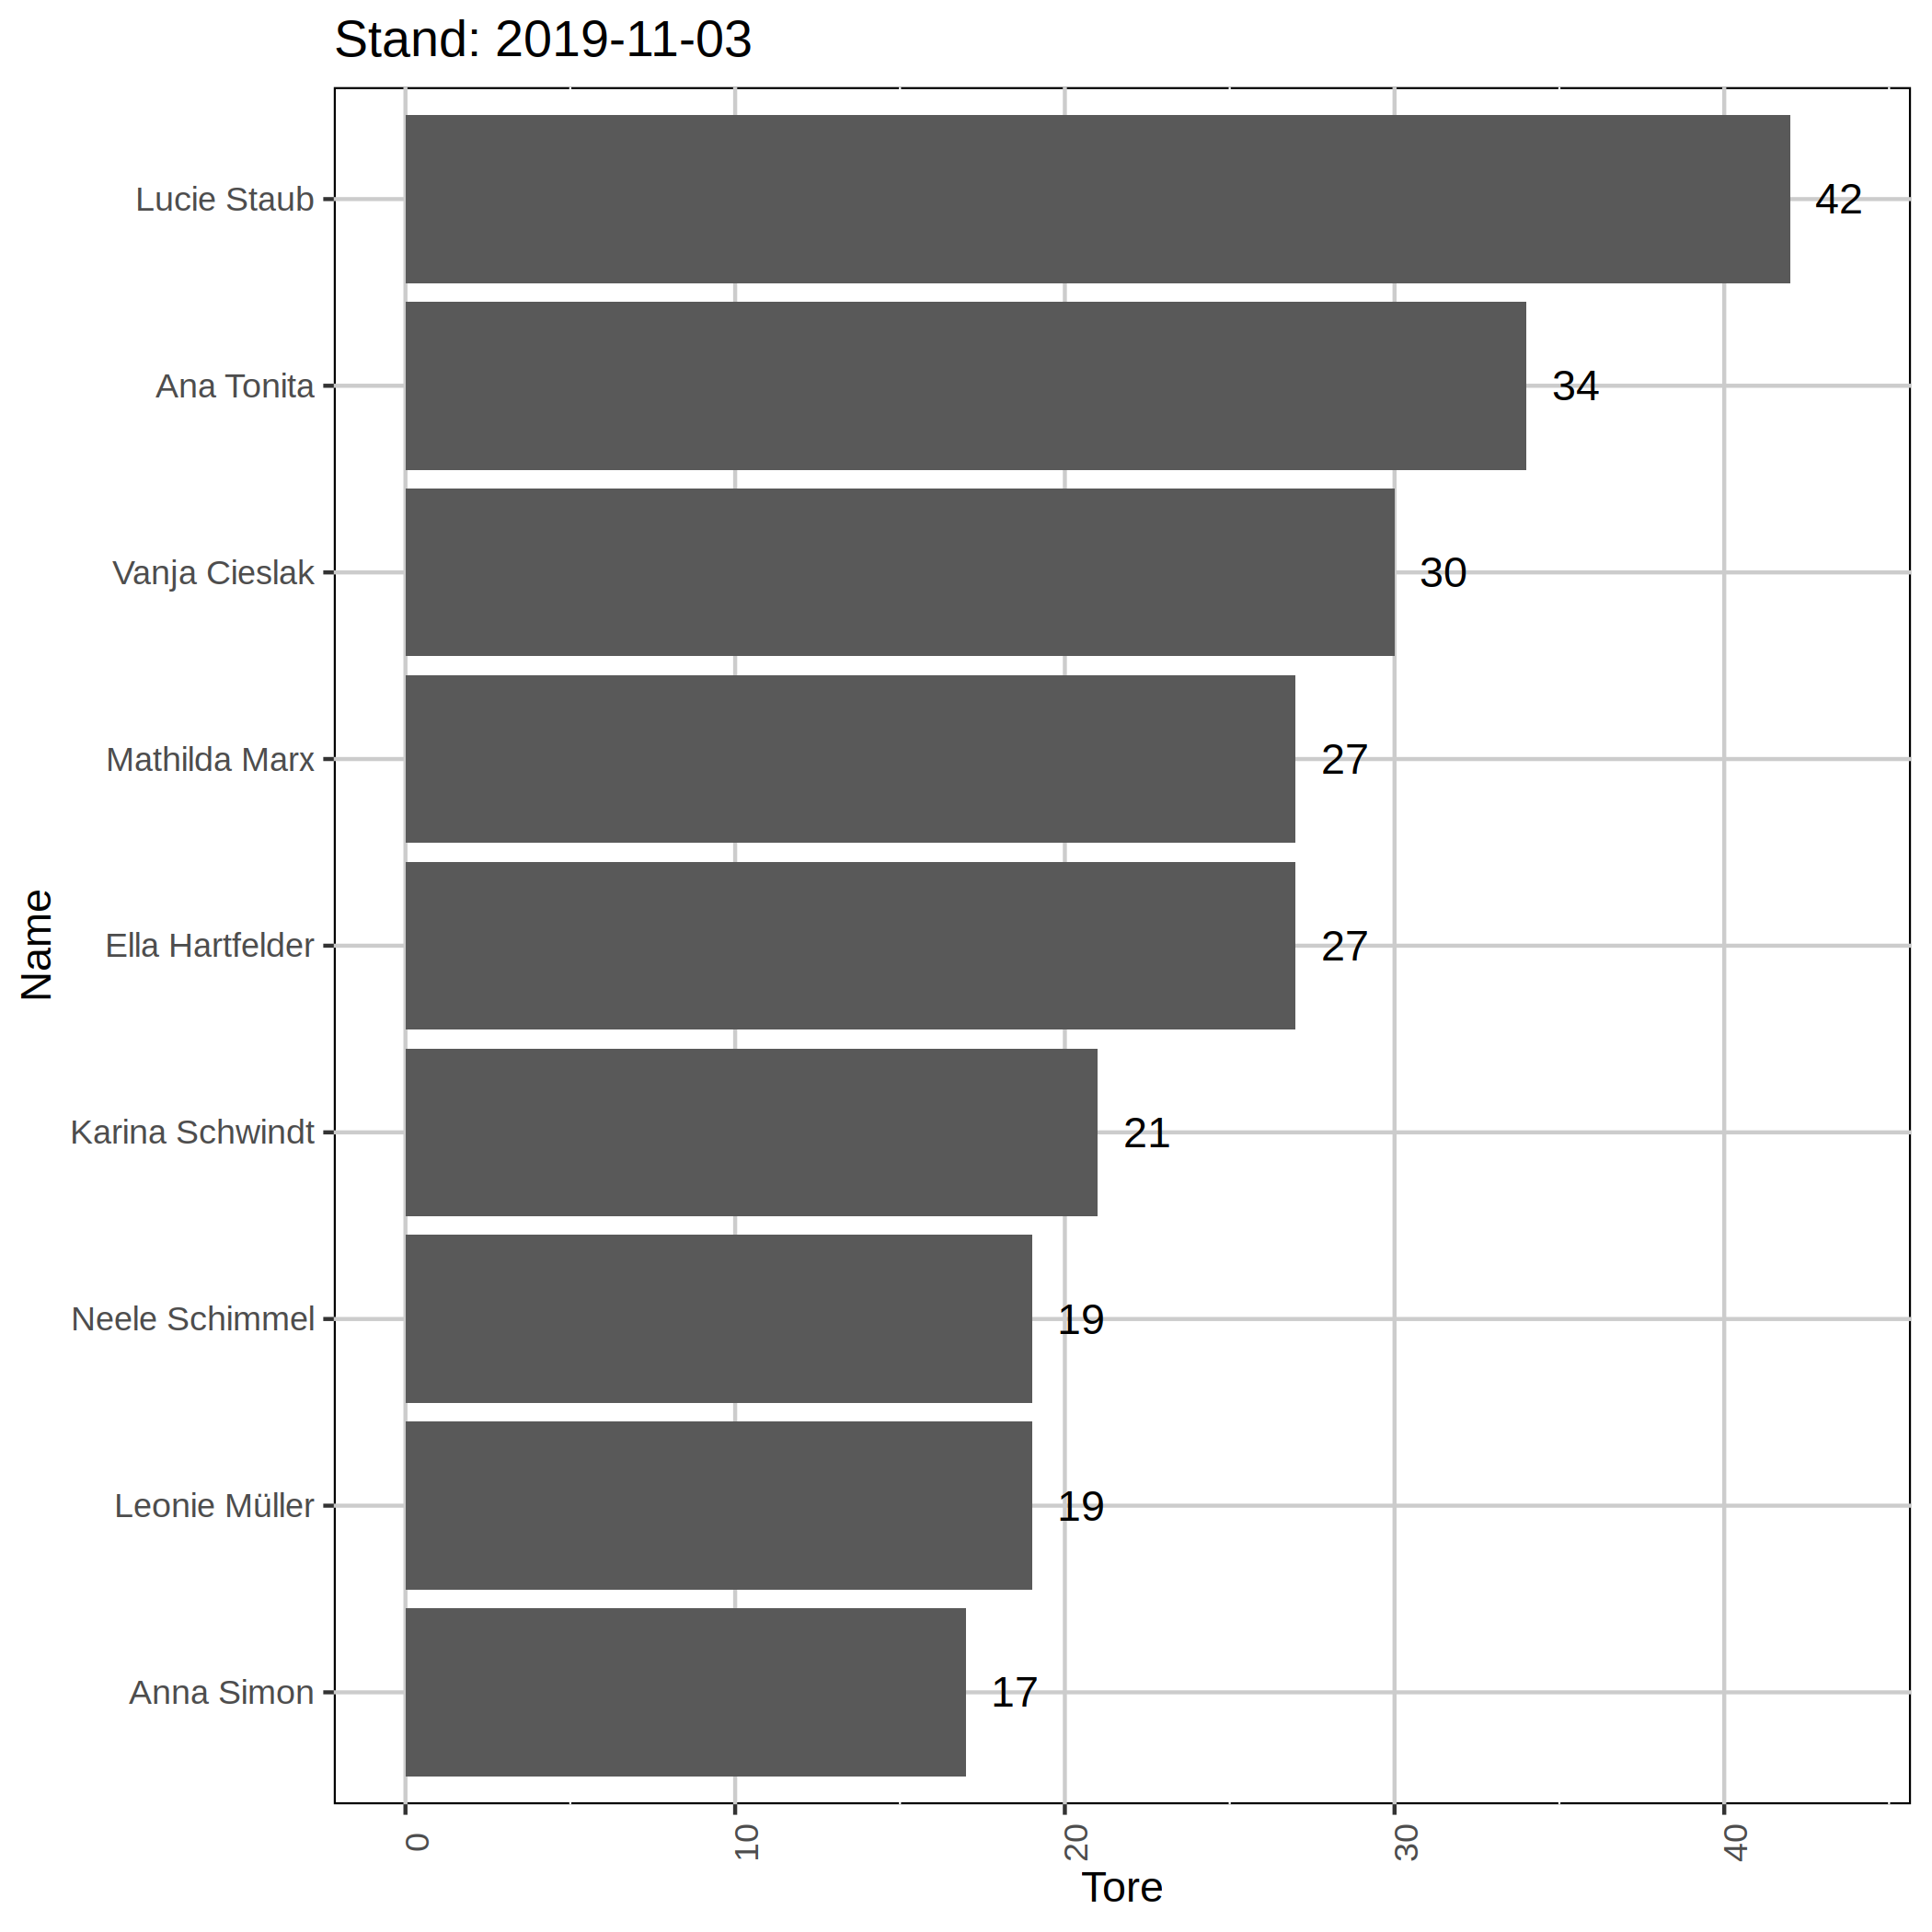 Stand: 2019-11-03
Lucie Staub 42
Ana Tonita 34
Vanja Cieslak 30
Mathilda Marx 27
Ella Hartfelder 27
Karina Schwindt 21
Neele Schimmel 19
Leonie Müller 19
Anna Simon 17
Name
0 10 20 30 40
Tore